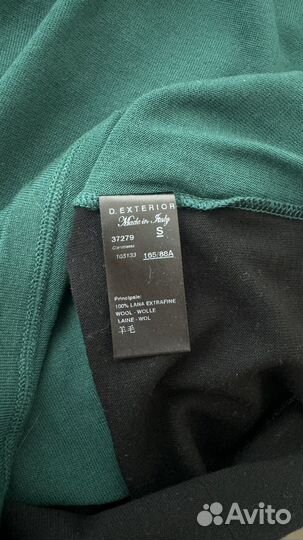 D.EXTERIOR
Made in Italy
37279 S
103133 165/88A
Principale:
100% LANA EXTRAFINE
WOOL - WOLLE
LAINE - WOL
羊毛
Avito